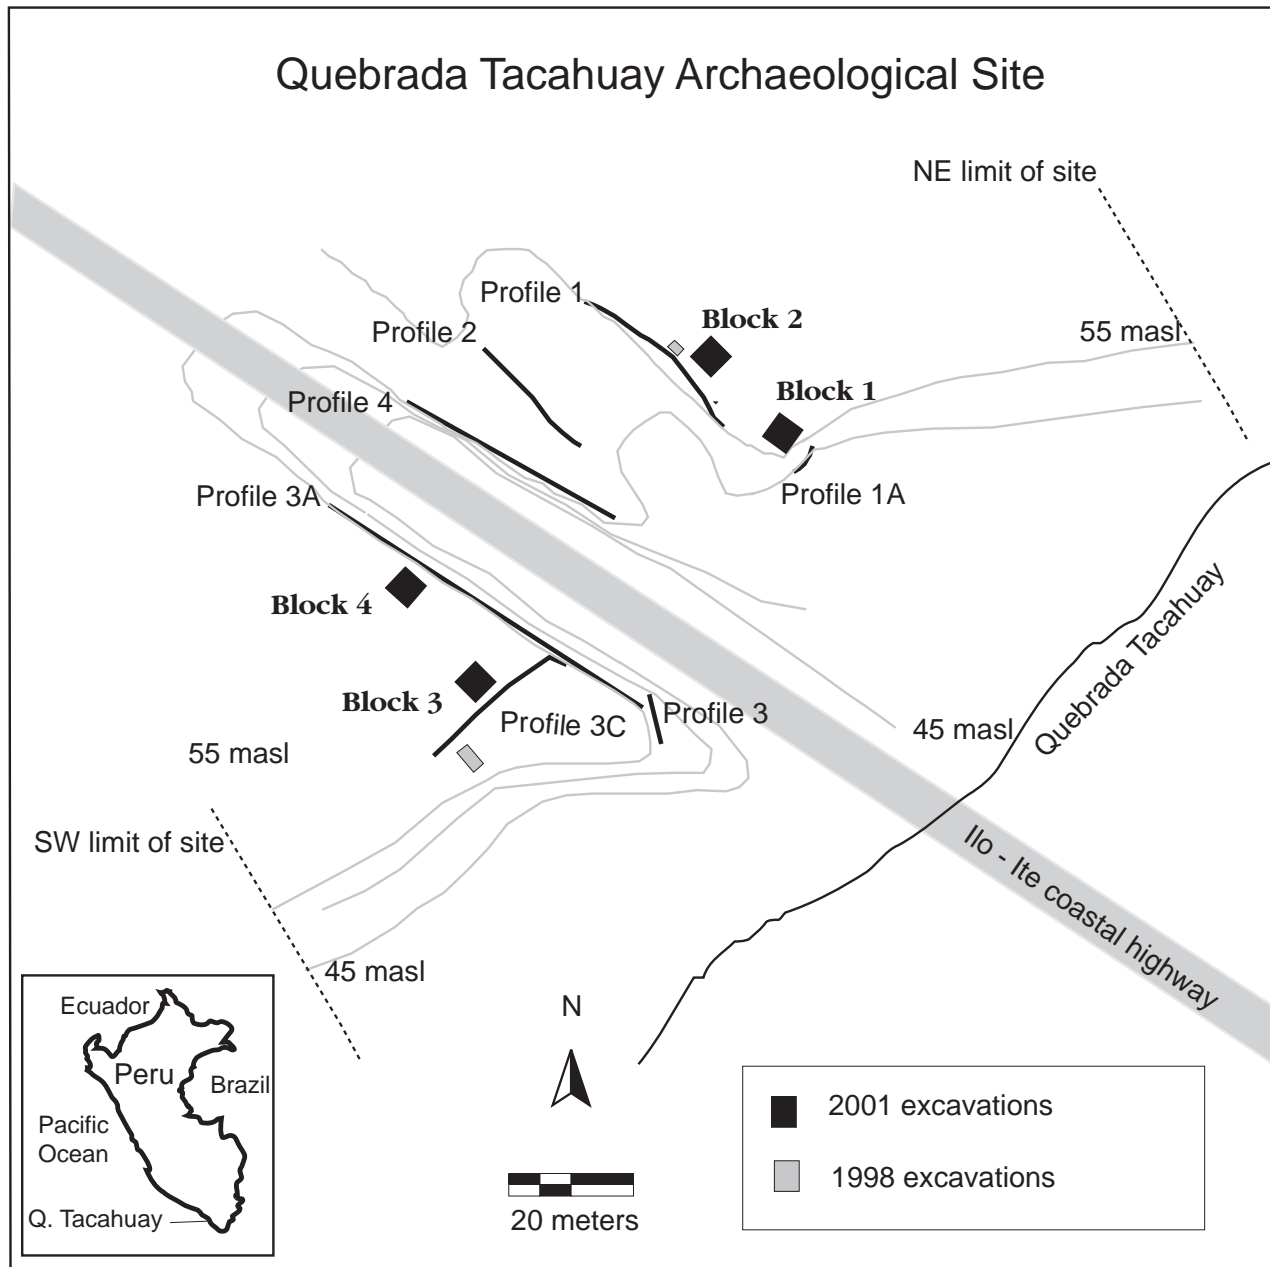 Quebrada Tacahuay Archaeological Site
NE limit of site
Profile 1
Block 2
55 masl
Profile 2
Block 1
Profile 4
Profile 3A
Profile 1A
Block 4
Quebrada Tacahuay
Block 3
Profile 3C
Profile 3
45 masl
55 masl
SW limit of site
Ilo - Ite coastal highway
45 masl
Ecuador
Peru
Brazil
Pacific
Ocean
Q. Tacahuay
N
20 meters
2001 excavations
1998 excavations